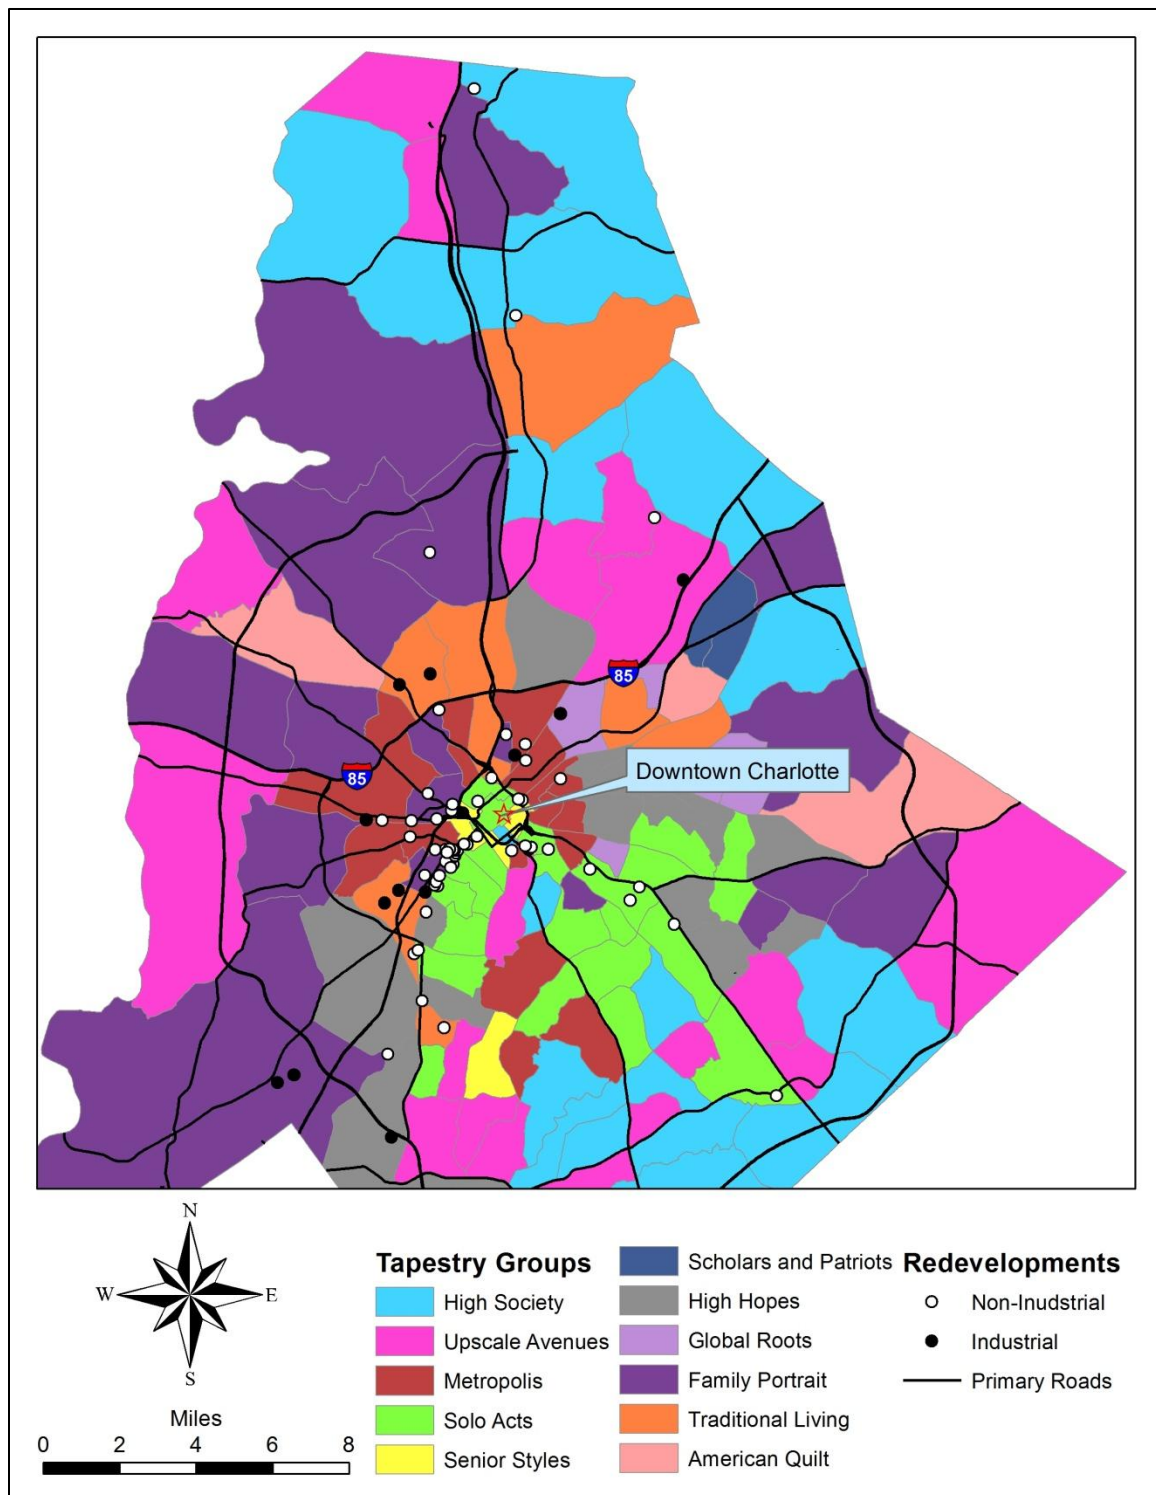 85
Downtown Charlotte
85
N
W E
S
Miles
0 2 4 6 8
Tapestry Groups
High Society
Upscale Avenues
Metropolis
Solo Acts
Senior Styles
Scholars and Patriots
High Hopes
Global Roots
Family Portrait
Traditional Living
American Quilt
Redevelopments
Non-Inudstrial
Industrial
Primary Roads